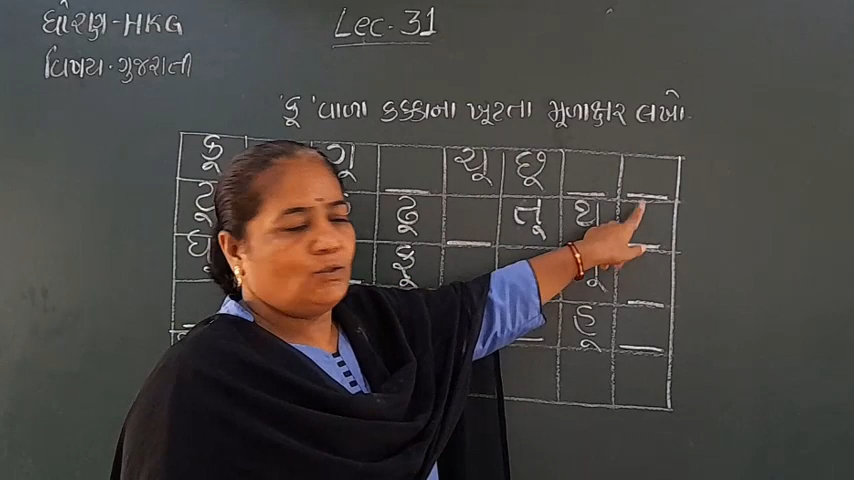 ધોરણ-HKG
Lec-31
વિષય-ગુજરાતી
'કૂ'વાળા કક્કાના ખૂટતા મૂળાક્ષર લખો.
કૂ ગૂ _ ચૂ છૂ _ _
ટૂ ઢૂ તૂ થૂ _
ધૂ ફૂ _ _
_ _
_ _ હૂ _